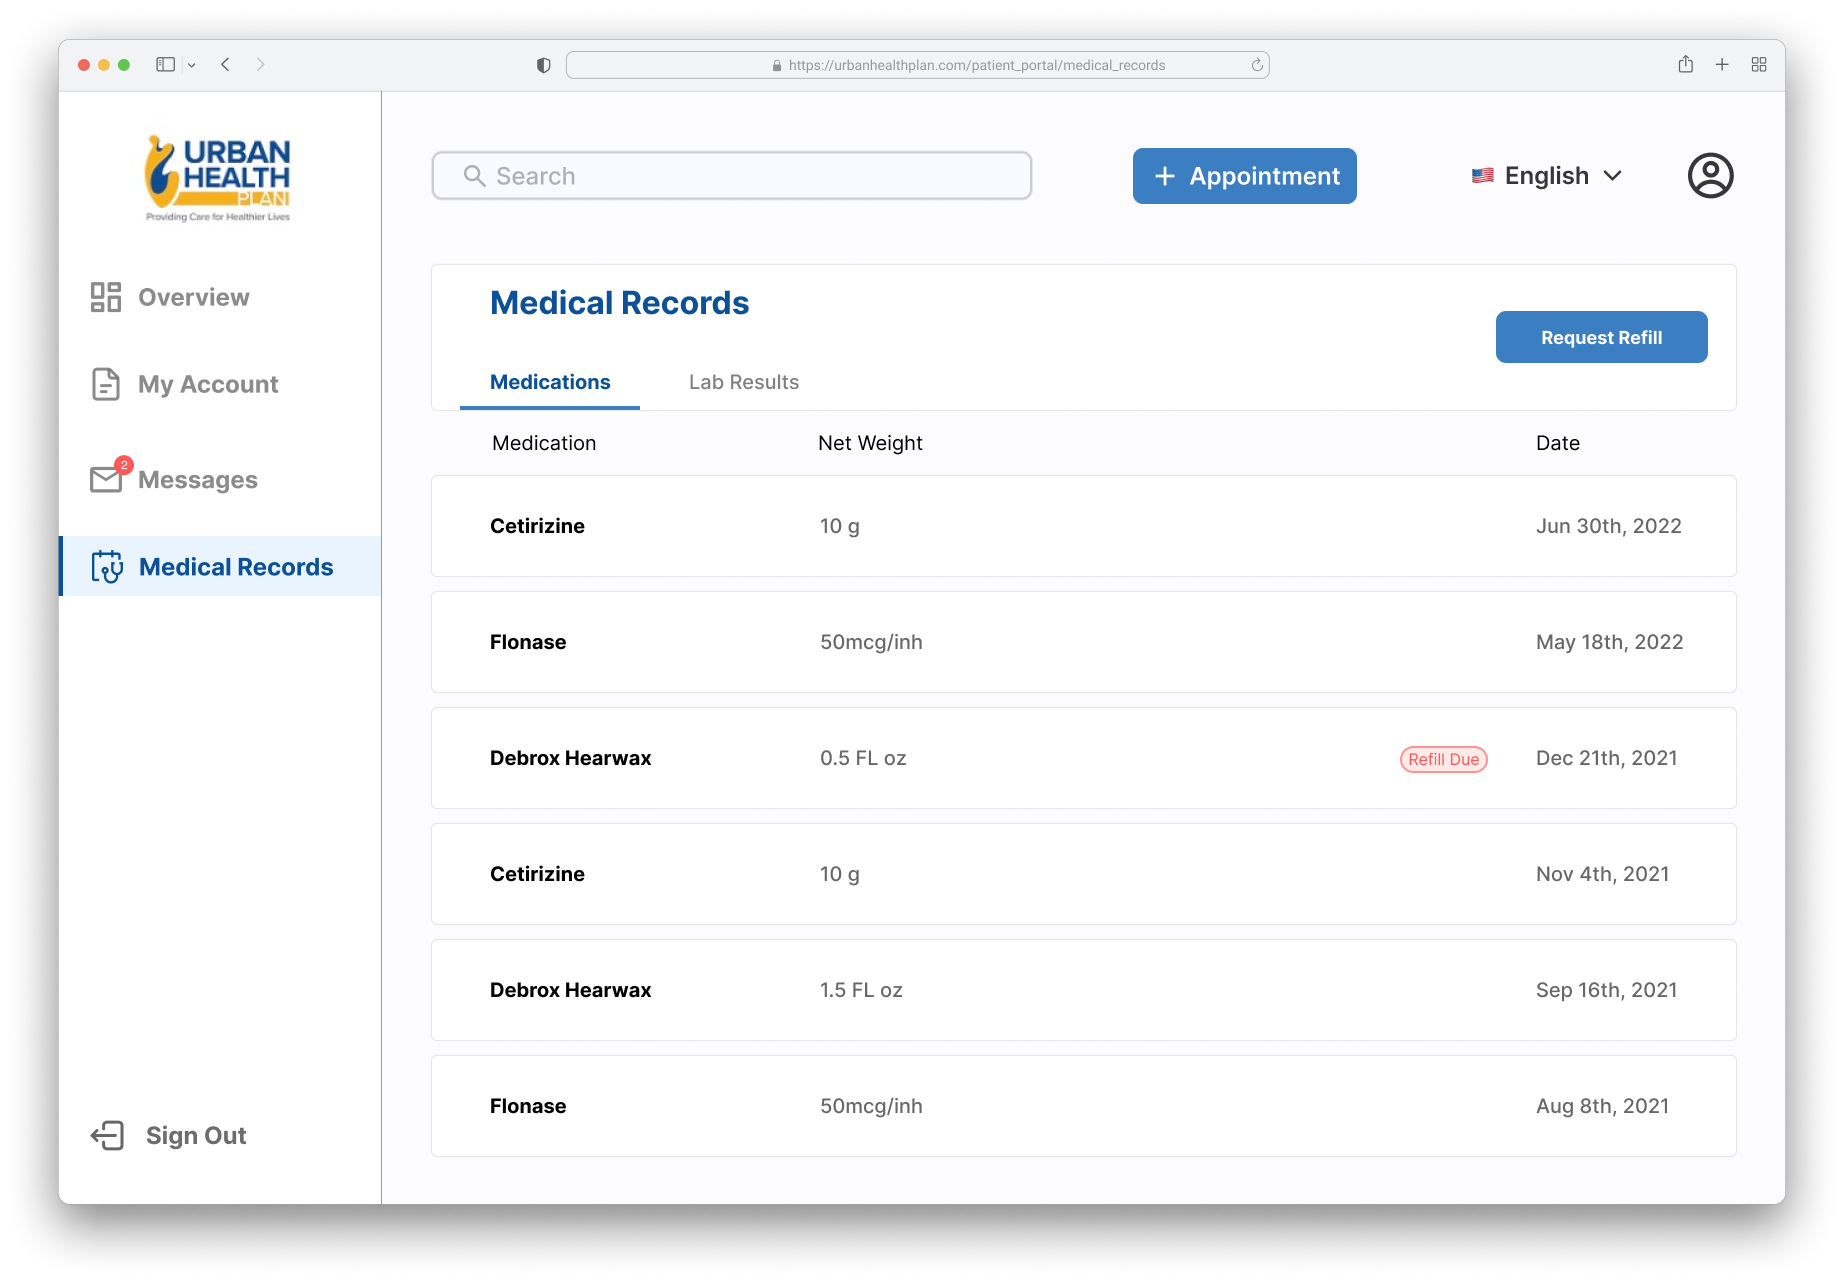 https://urbanhealthplan.com/patient_portal/medical_records
URBAN
HEALTH
PLAN
Providing Care for Healthier Lives
Search
+ Appointment
English
Overview
My Account
2
Messages
Medical Records
Sign Out
Medical Records
Request Refill
Medications Lab Results
Medication Net Weight Date
Cetirizine 10 g Jun 30th, 2022
Flonase 50mcg/inh May 18th, 2022
Debrox Hearwax 0.5 FL oz Refill Due Dec 21th, 2021
Cetirizine 10 g Nov 4th, 2021
Debrox Hearwax 1.5 FL oz Sep 16th, 2021
Flonase 50mcg/inh Aug 8th, 2021